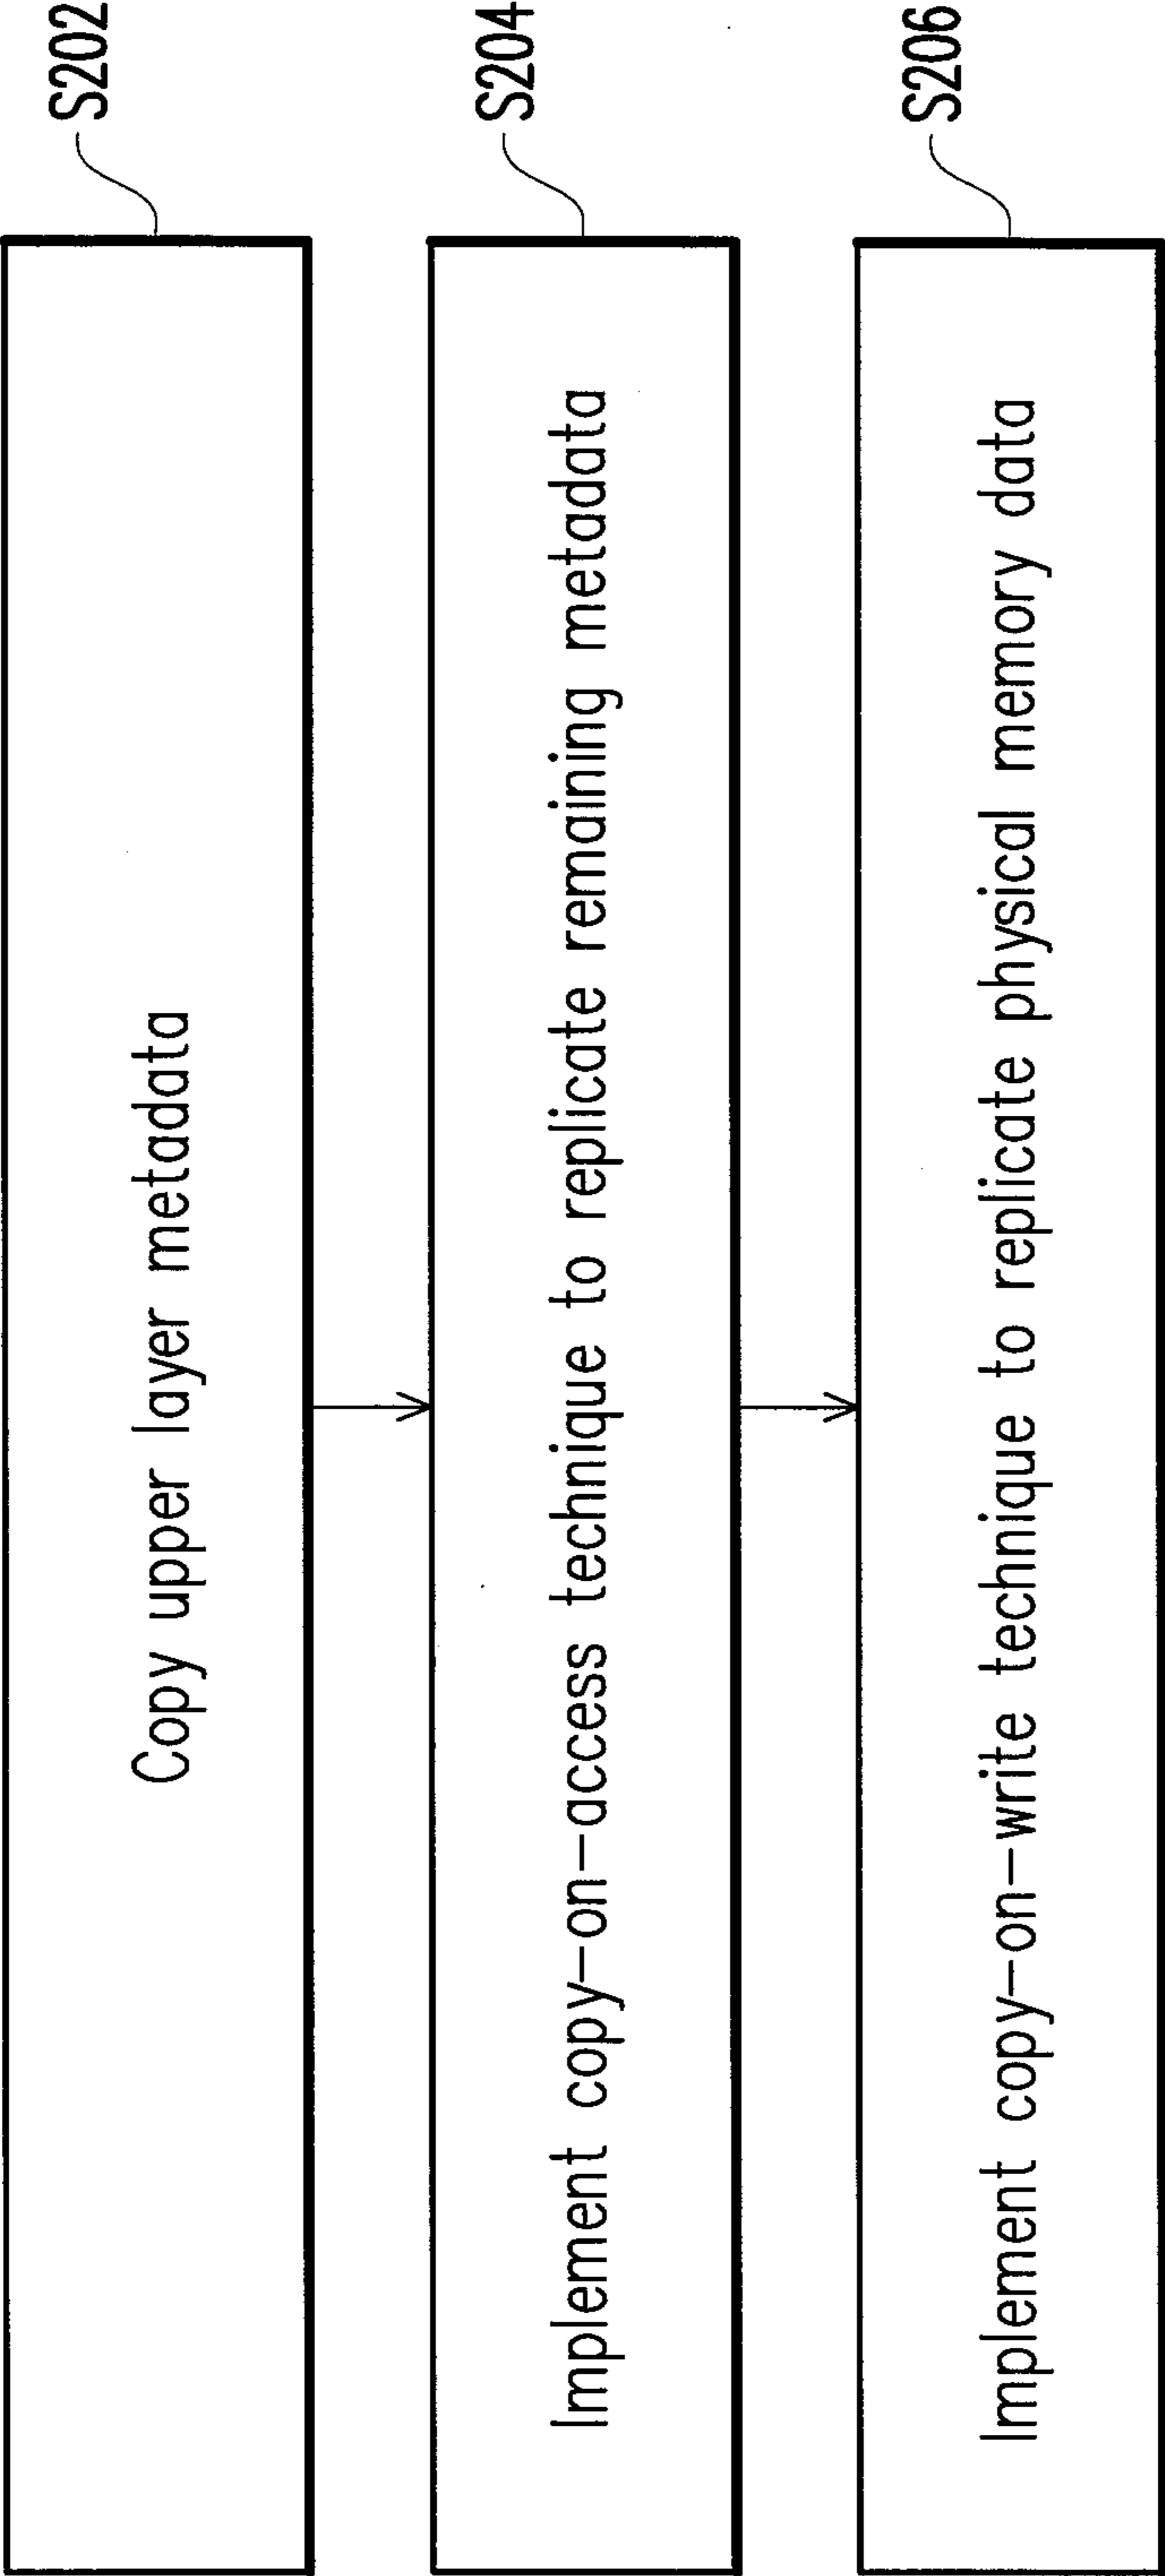 Copy upper layer metadata
S202
Implement copy-on-access technique to replicate remaining metadata
S204
Implement copy-on-write technique to replicate physical memory data
S206